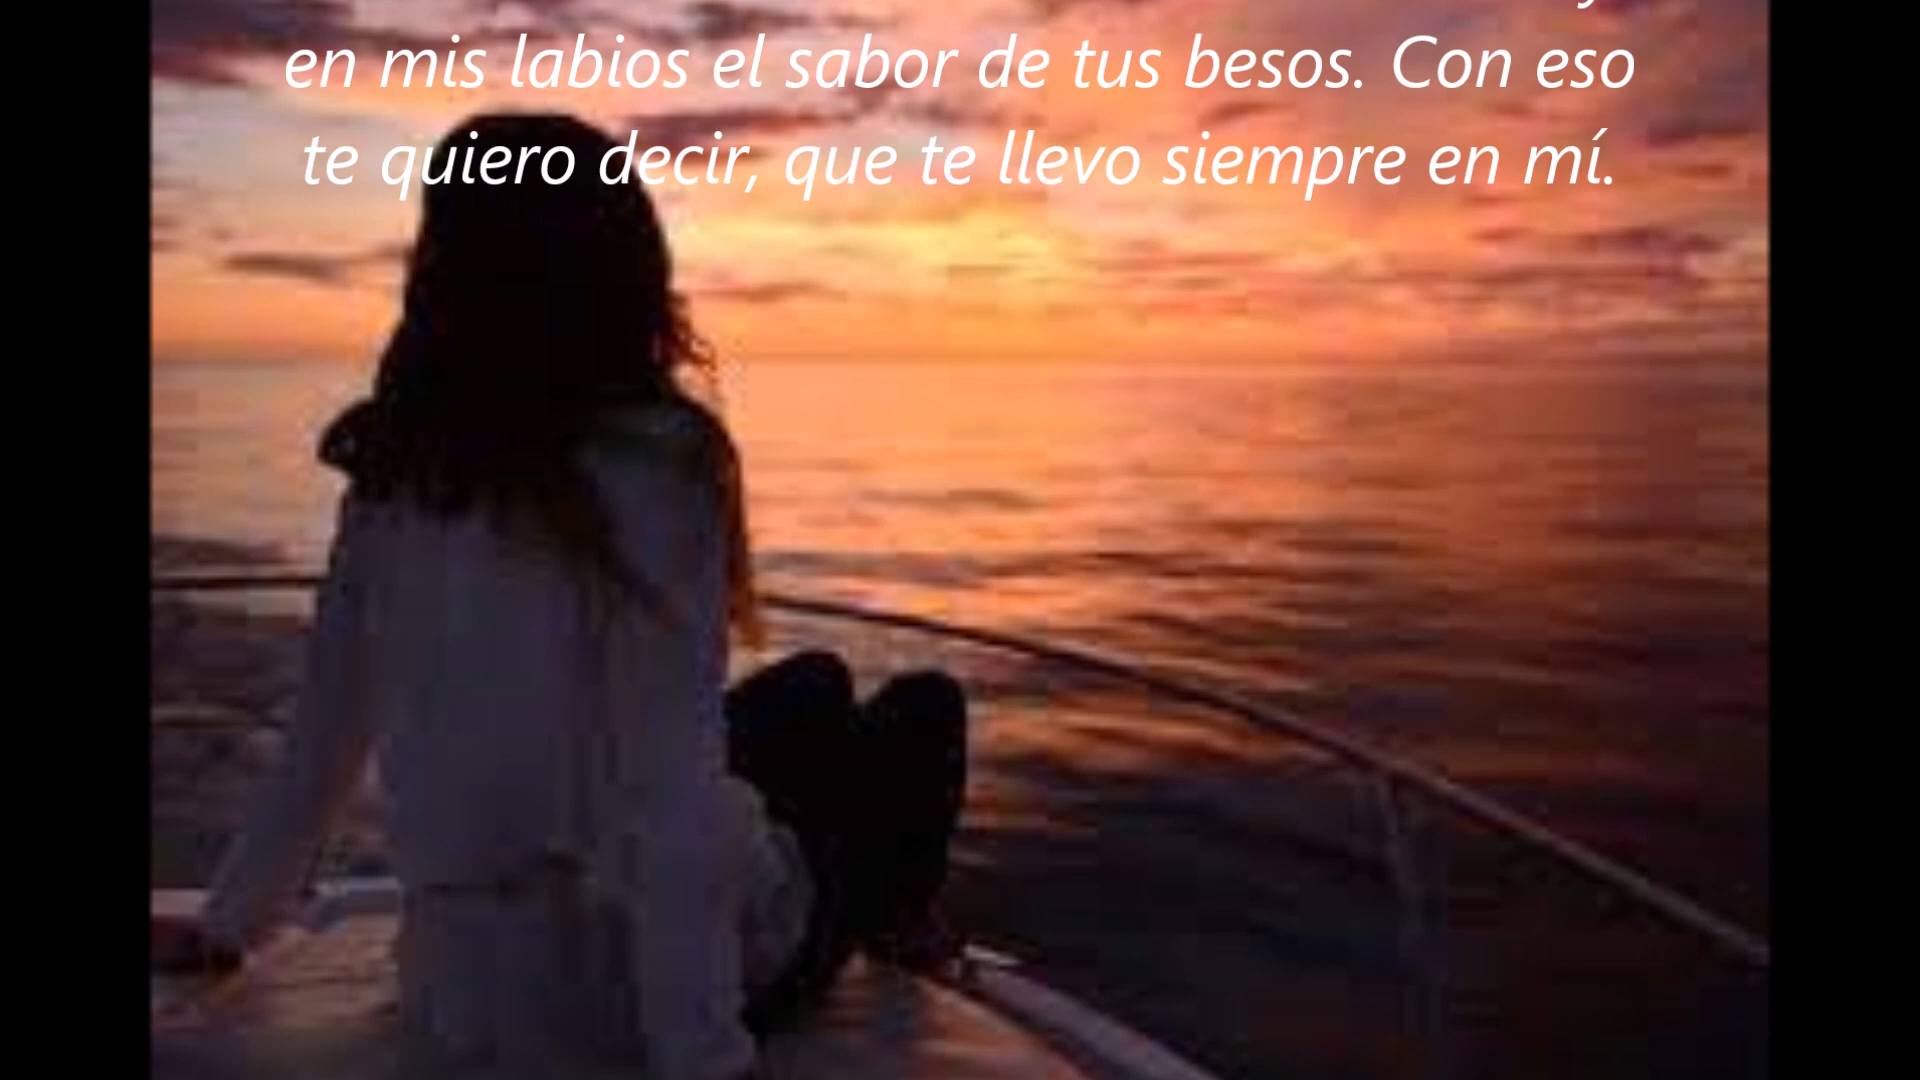 en mis labios el sabor de tus besos. Con eso
te quiero decir, que te llevo siempre en mí.